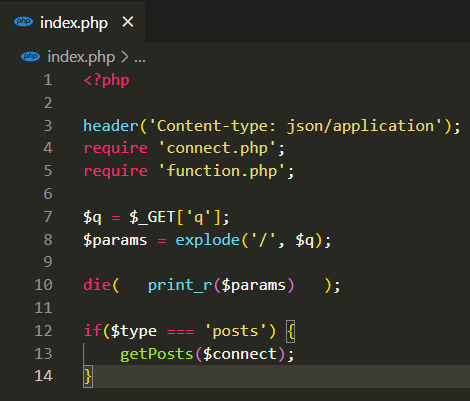 php index.php ×
php index.php > ...
1 <?php
2
3 header('Content-type: json/application');
4 require 'connect.php';
5 require 'function.php';
6
7 $q = $_GET['q'];
8 $params = explode('/', $q);
9
10 die(   print_r($params)   );
11
12 if($type === 'posts') {
13     getPosts($connect);
14 }